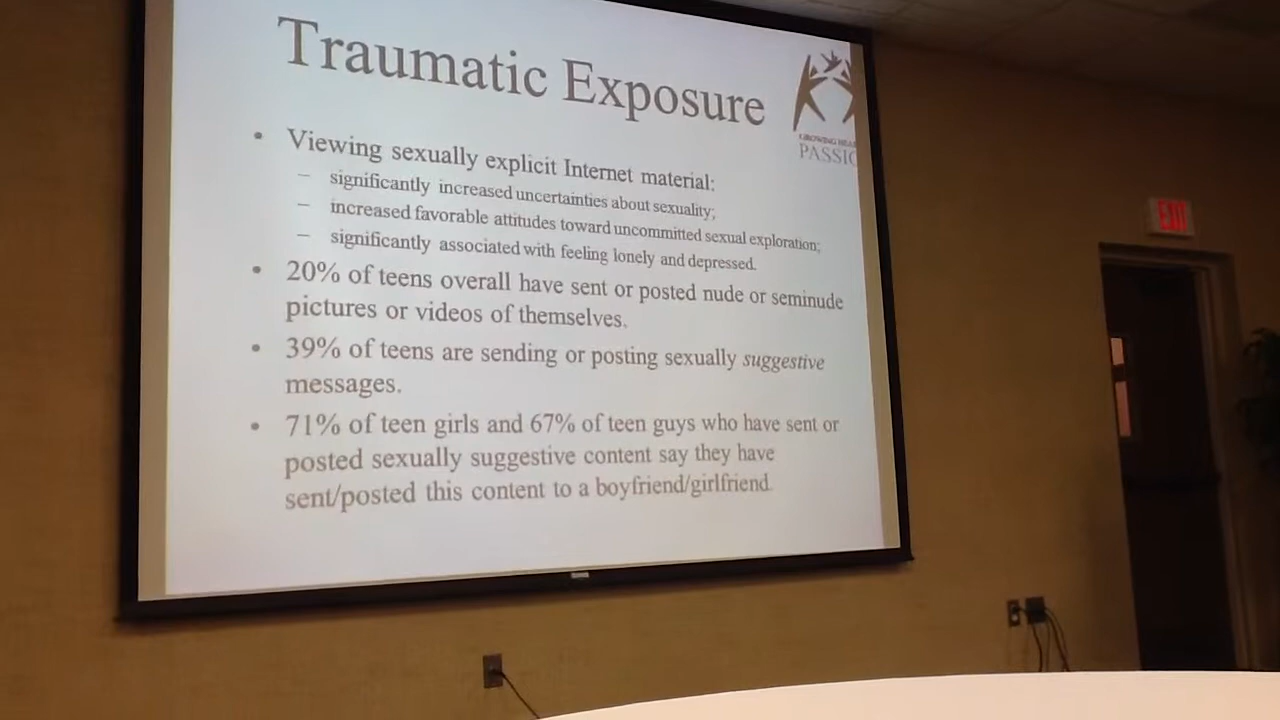 Traumatic Exposure
GROWING
PASSIO
• Viewing sexually explicit Internet material:
– significantly increased uncertainties about sexuality;
– increased favorable attitudes toward uncommitted sexual exploration;
– significantly associated with feeling lonely and depressed.
• 20% of teens overall have sent or posted nude or seminude
pictures or videos of themselves.
• 39% of teens are sending or posting sexually suggestive
messages.
• 71% of teen girls and 67% of teen guys who have sent or
posted sexually suggestive content say they have
sent/posted this content to a boyfriend/girlfriend.
EXIT